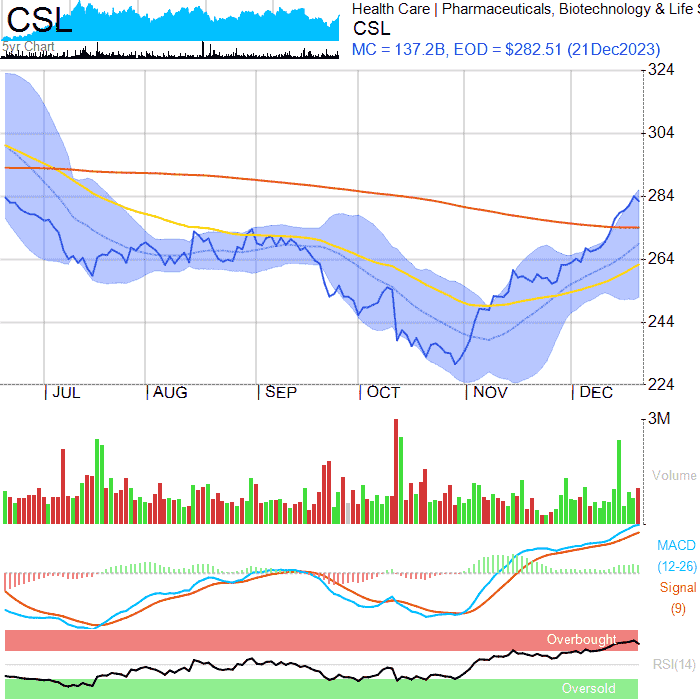 CSL
5yr Chart
Health Care | Pharmaceuticals, Biotechnology & Life S
CSL
MC = 137.2B, EOD = $282.51 (21Dec2023)
324
304
284
264
244
224
JUL AUG SEP OCT NOV DEC
3M
Volume
MACD
(12-26)
Signal
(9)
Overbought
RSI(14)
Oversold